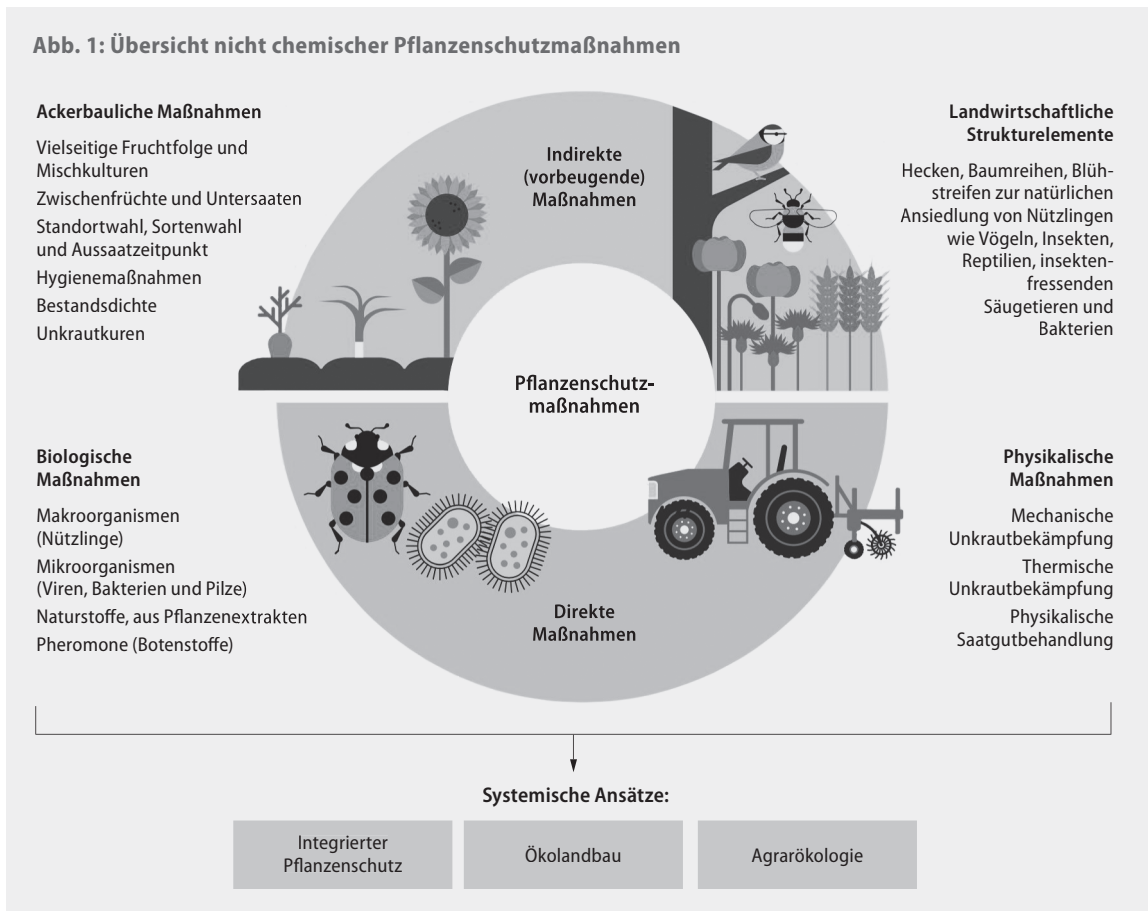 Abb. 1: Übersicht nicht chemischer Pflanzenschutzmaßnahmen
Ackerbauliche Maßnahmen
Vielseitige Fruchtfolge und
Mischkulturen
Zwischenfrüchte und Untersaaten
Standortwahl, Sortenwahl
und Aussaatzeitpunkt
Hygienemaßnahmen
Bestandsdichte
Unkrautkuren
Indirekte
(vorbeugende)
Maßnahmen
Landwirtschaftliche
Strukturelemente
Hecken, Baumreihen, Blüh-
streifen zur natürlichen
Ansiedlung von Nützlingen
wie Vögeln, Insekten,
Reptilien, insekten-
fressenden
Säugetieren und
Bakterien
Pflanzenschutz-
maßnahmen
Biologische
Maßnahmen
Makroorganismen
(Nützlinge)
Mikroorganismen
(Viren, Bakterien und Pilze)
Naturstoffe, aus Pflanzenextrakten
Pheromone (Botenstoffe)
Direkte
Maßnahmen
Physikalische
Maßnahmen
Mechanische
Unkrautbekämpfung
Thermische
Unkrautbekämpfung
Physikalische
Saatgutbehandlung
Systemische Ansätze:
Integrierter
Pflanzenschutz
Ökolandbau
Agrarökologie